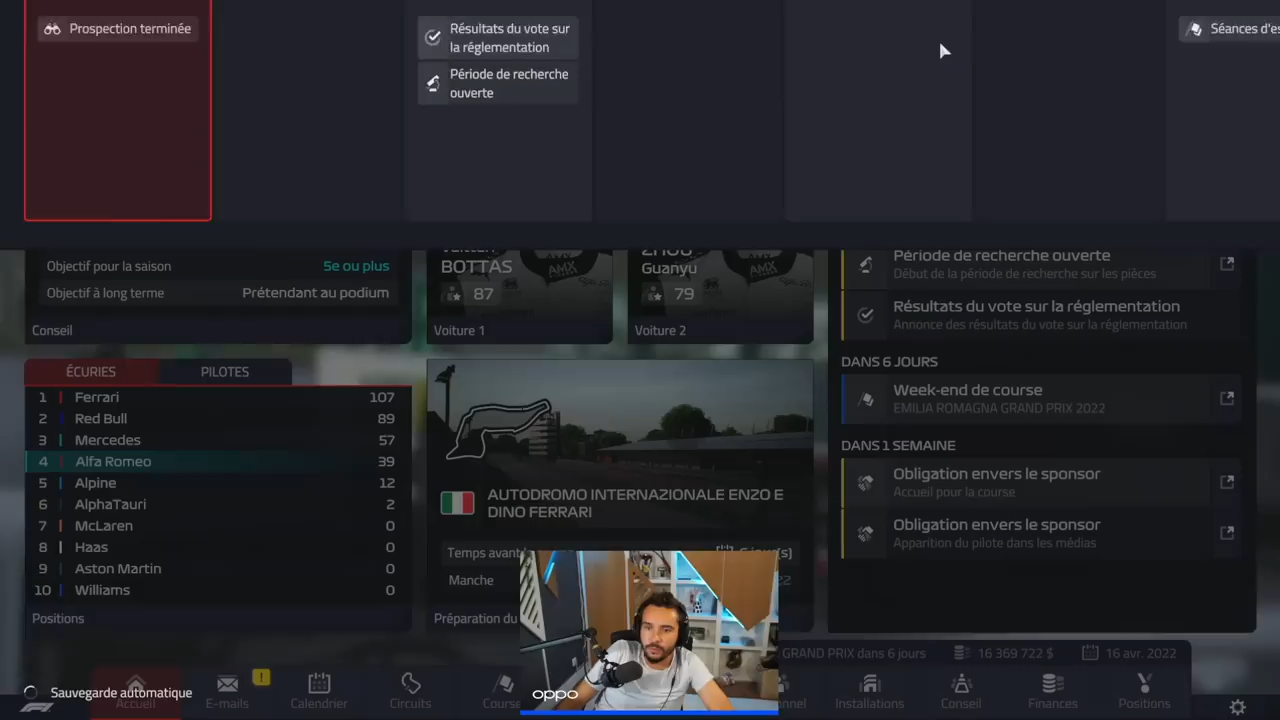 Prospection terminée
Résultats du vote sur
la réglementation
Période de recherche
ouverte
Séances d'es
Objectif pour la saison
5e ou plus
Objectif à long terme
Prétendant au podium
Conseil
BOTTAS
87
Voiture 1
Guanyu
79
Voiture 2
Période de recherche ouverte
Début de la période de recherche sur les pièces
Résultats du vote sur la réglementation
Annonce des résultats du vote sur la réglementation
DANS 6 JOURS
Week-end de course
EMILIA ROMAGNA GRAND PRIX 2022
DANS 1 SEMAINE
Obligation envers le sponsor
Accueil pour la course
Obligation envers le sponsor
Apparition du pilote dans les médias
ÉCURIES
PILOTES
1 Ferrari 107
2 Red Bull 89
3 Mercedes 57
4 Alfa Romeo 39
5 Alpine 12
6 AlphaTauri 2
7 McLaren 0
8 Haas 0
9 Aston Martin 0
10 Williams 0
Positions
AUTODROMO INTERNAZIONALE ENZO E
DINO FERRARI
Temps avant
6 jour(s)
Manche
22
Préparation du
GRAND PRIX dans 6 jours
16 369 722 $
16 avr. 2022
Sauvegarde automatique
Accueil
E-mails
Calendrier
Circuits
Course
oppo
nnel
Installations
Conseil
Finances
Positions